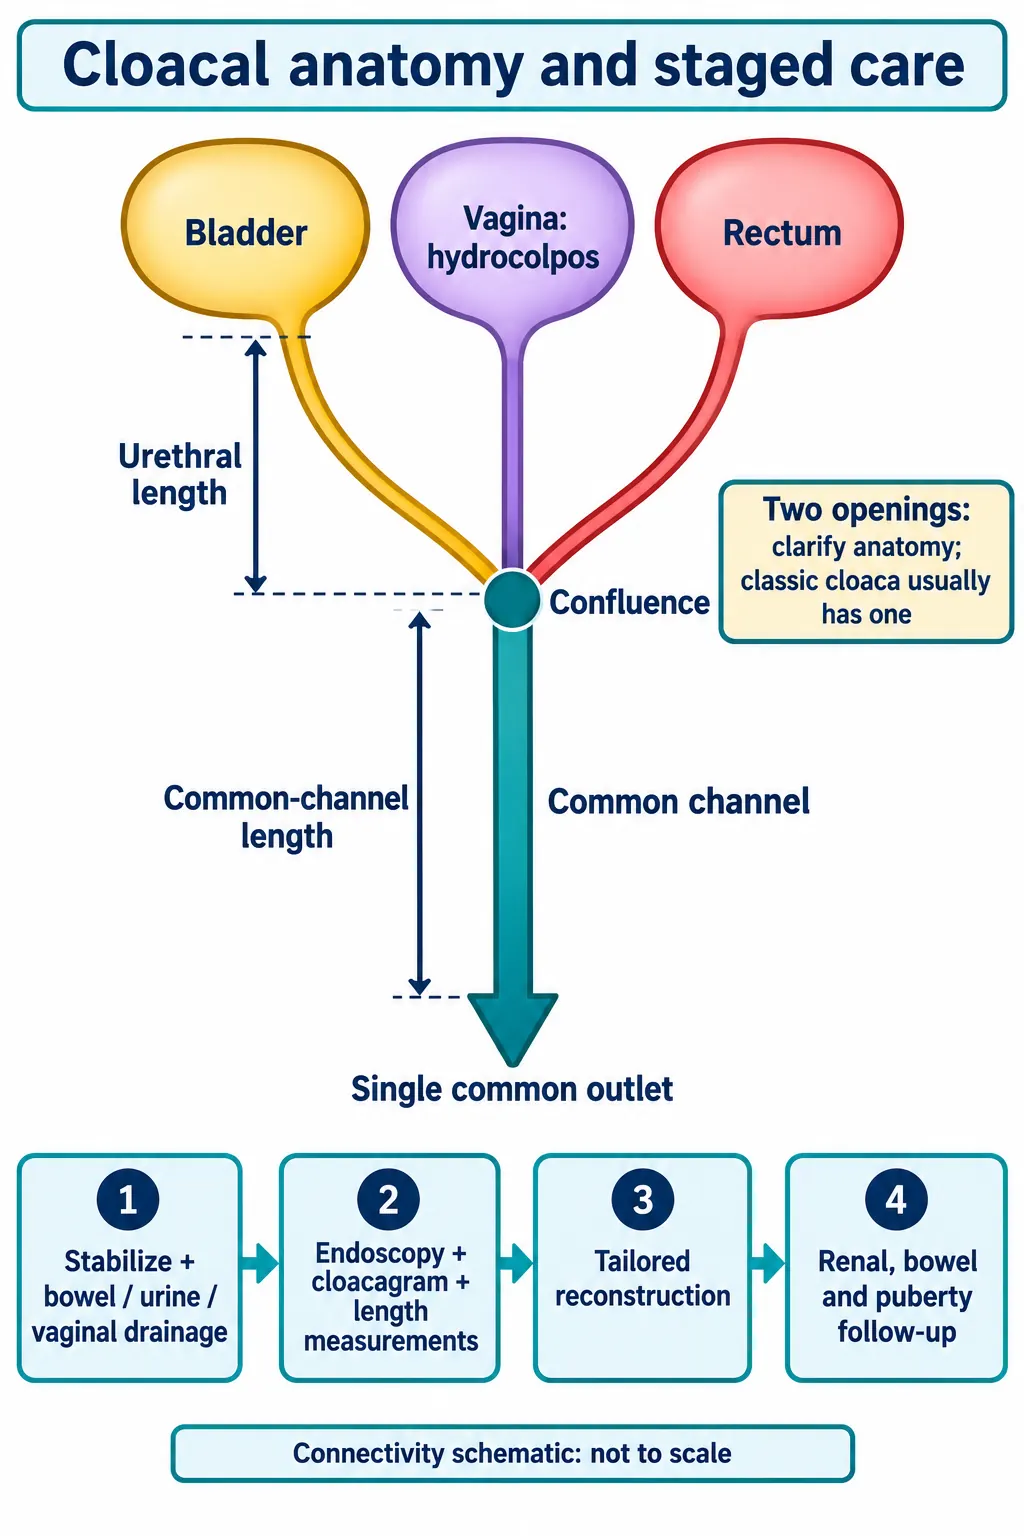 Cloacal anatomy and staged care
Bladder
Vagina:
hydrocolpos
Rectum
Urethral
length
Two openings:
clarify anatomy;
classic cloaca usually
has one
Confluence
Common-channel
length
Common channel
Single common outlet
1
Stabilize +
bowel / urine /
vaginal drainage
2
Endoscopy +
cloacagram +
length
measurements
3
Tailored
reconstruction
4
Renal, bowel
and puberty
follow-up
Connectivity schematic: not to scale